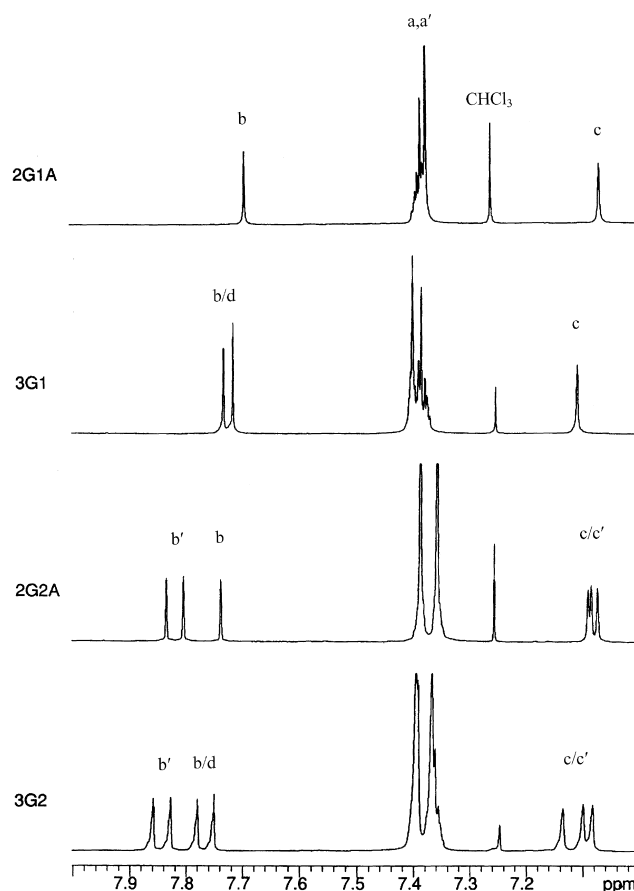 a,a′
CHCl₃
b
c
2G1A
b/d
c
3G1
b′ b c/c′
2G2A
b′ b/d c/c′
3G2
7.9 7.8 7.7 7.6 7.5 7.4 7.3 7.2 ppm